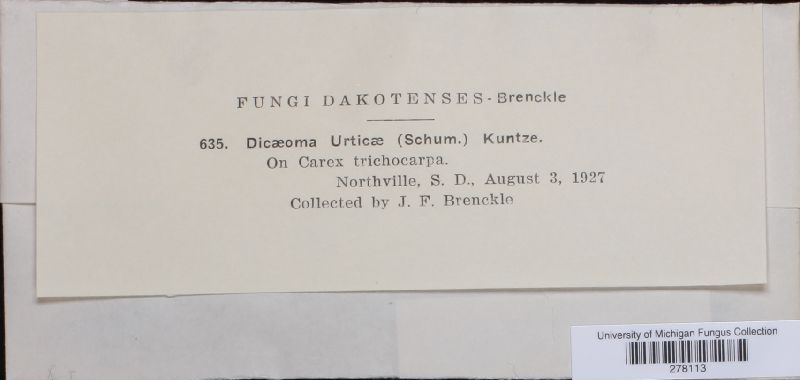 FUNGI DAKOTENSES - Brenckle
635. Dicæoma Urticæ (Schum.) Kuntze.
On Carex trichocarpa.
Northville, S. D., August 3, 1927
Collected by J. F. Brenckle
University of Michigan Fungus Collection
278113